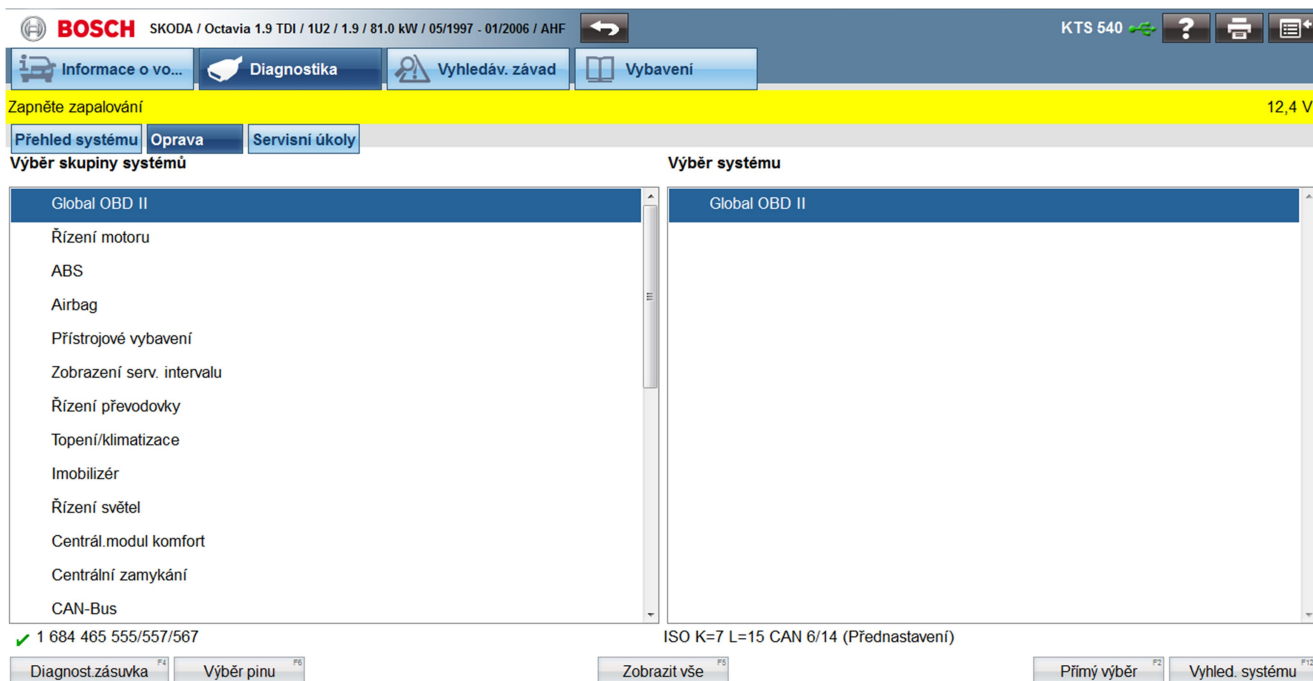 BOSCH SKODA / Octavia 1.9 TDI / 1U2 / 1.9 / 81.0 kW / 05/1997 - 01/2006 / AHF KTS 540 ?
Informace o vo... Diagnostika Vyhledáv. závad Vybavení
Zapněte zapalování 12,4 V
Přehled systému Oprava Servisní úkoly
Výběr skupiny systémů Výběr systému
Global OBD II Global OBD II
Řízení motoru
ABS
Airbag
Přístrojové vybavení
Zobrazení serv. intervalu
Řízení převodovky
Topení/klimatizace
Imobilizér
Řízení světel
Centrál.modul komfort
Centrální zamykání
CAN-Bus
1 684 465 555/557/567 ISO K=7 L=15 CAN 6/14 (Přednastavení)
Diagnost.zásuvka F4 Výběr pinu F6 Zobrazit vše F5 Přímý výběr F2 Vyhled. systému F12